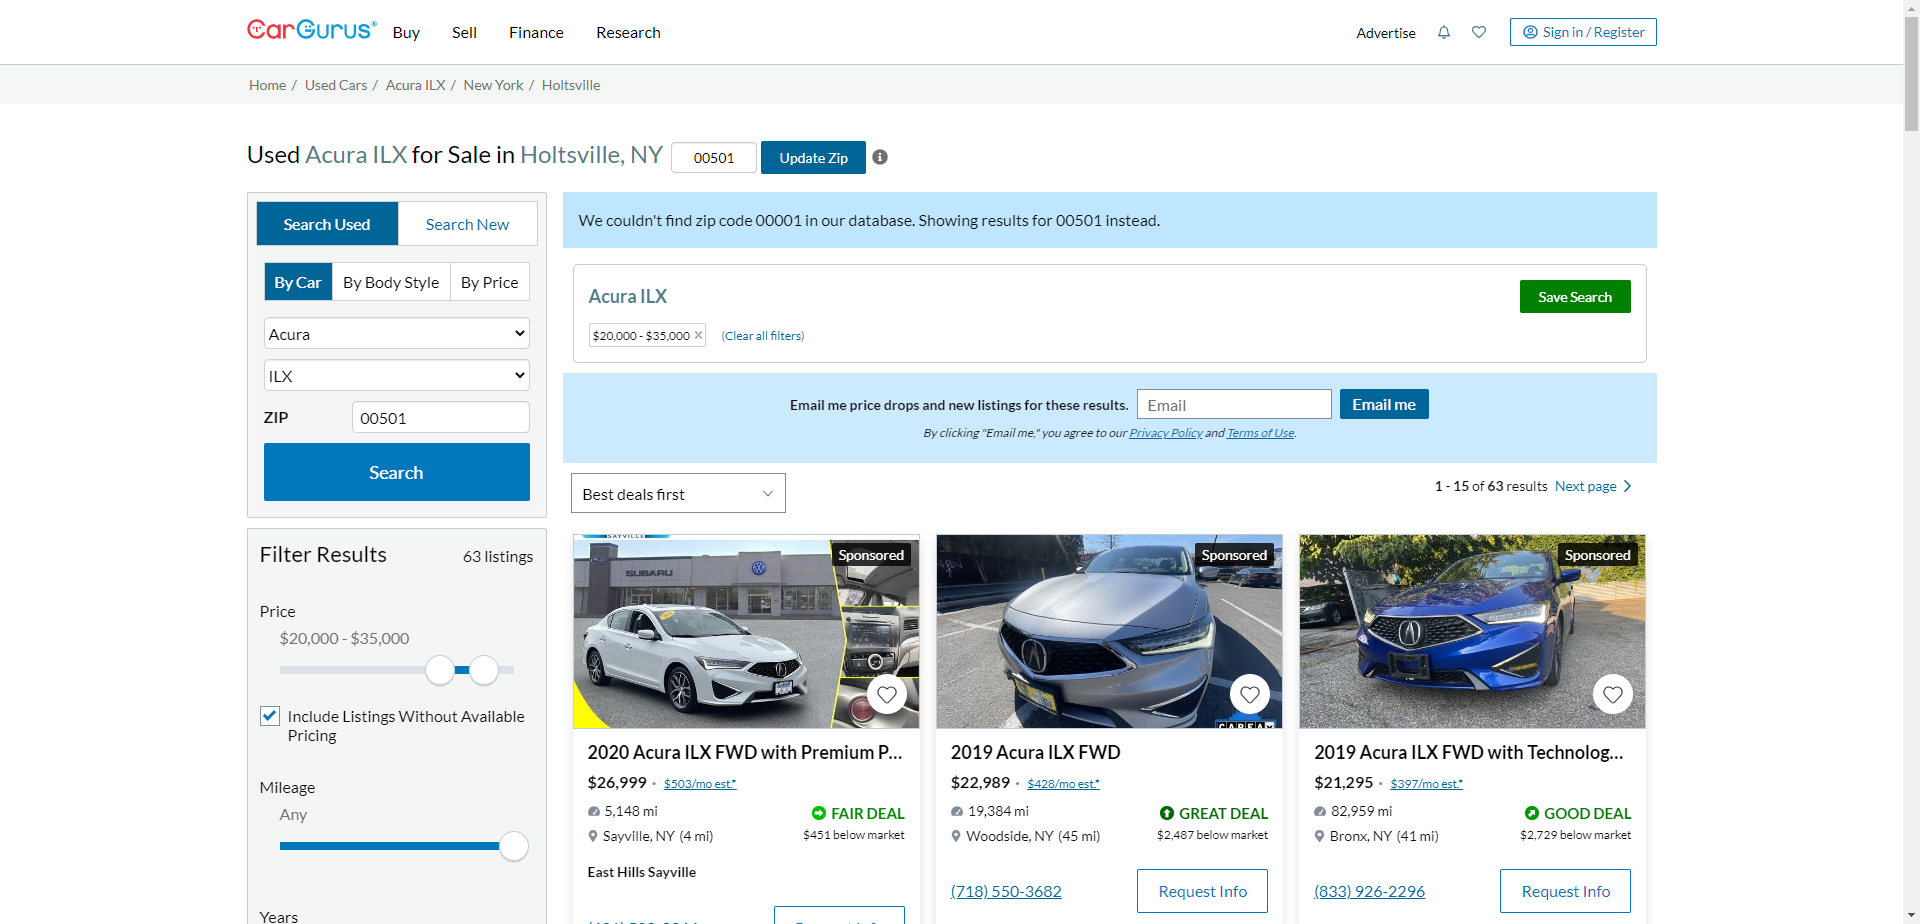 CarGurus
Buy
Sell
Finance
Research
Advertise
Sign in / Register
Home / Used Cars / Acura ILX / New York / Holtsville
Used Acura ILX for Sale in Holtsville, NY
00501
Update Zip
Search Used
Search New
By Car
By Body Style
By Price
Acura
ILX
ZIP
00501
Search
We couldn't find zip code 00001 in our database. Showing results for 00501 instead.
Acura ILX
Save Search
$20,000 - $35,000
(Clear all filters)
Email me price drops and new listings for these results.
Email
Email me
By clicking "Email me," you agree to our Privacy Policy and Terms of Use.
Best deals first
1 - 15 of 63 results
Next page
Filter Results
63 listings
Price
$20,000 - $35,000
Include Listings Without Available
Pricing
Mileage
Any
Years
SAYVILLE
SUBARU
Sponsored
2020 Acura ILX FWD with Premium P...
$26,999 · $503/mo est.*
5,148 mi
FAIR DEAL
Sayville, NY (4 mi)
$451 below market
East Hills Sayville
Sponsored
CARFAX
2019 Acura ILX FWD
$22,989 · $428/mo est.*
19,384 mi
GREAT DEAL
Woodside, NY (45 mi)
$2,487 below market
(718) 550-3682
Request Info
Sponsored
2019 Acura ILX FWD with Technolog...
$21,295 · $397/mo est.*
82,959 mi
GOOD DEAL
Bronx, NY (41 mi)
$2,729 below market
(833) 926-2296
Request Info